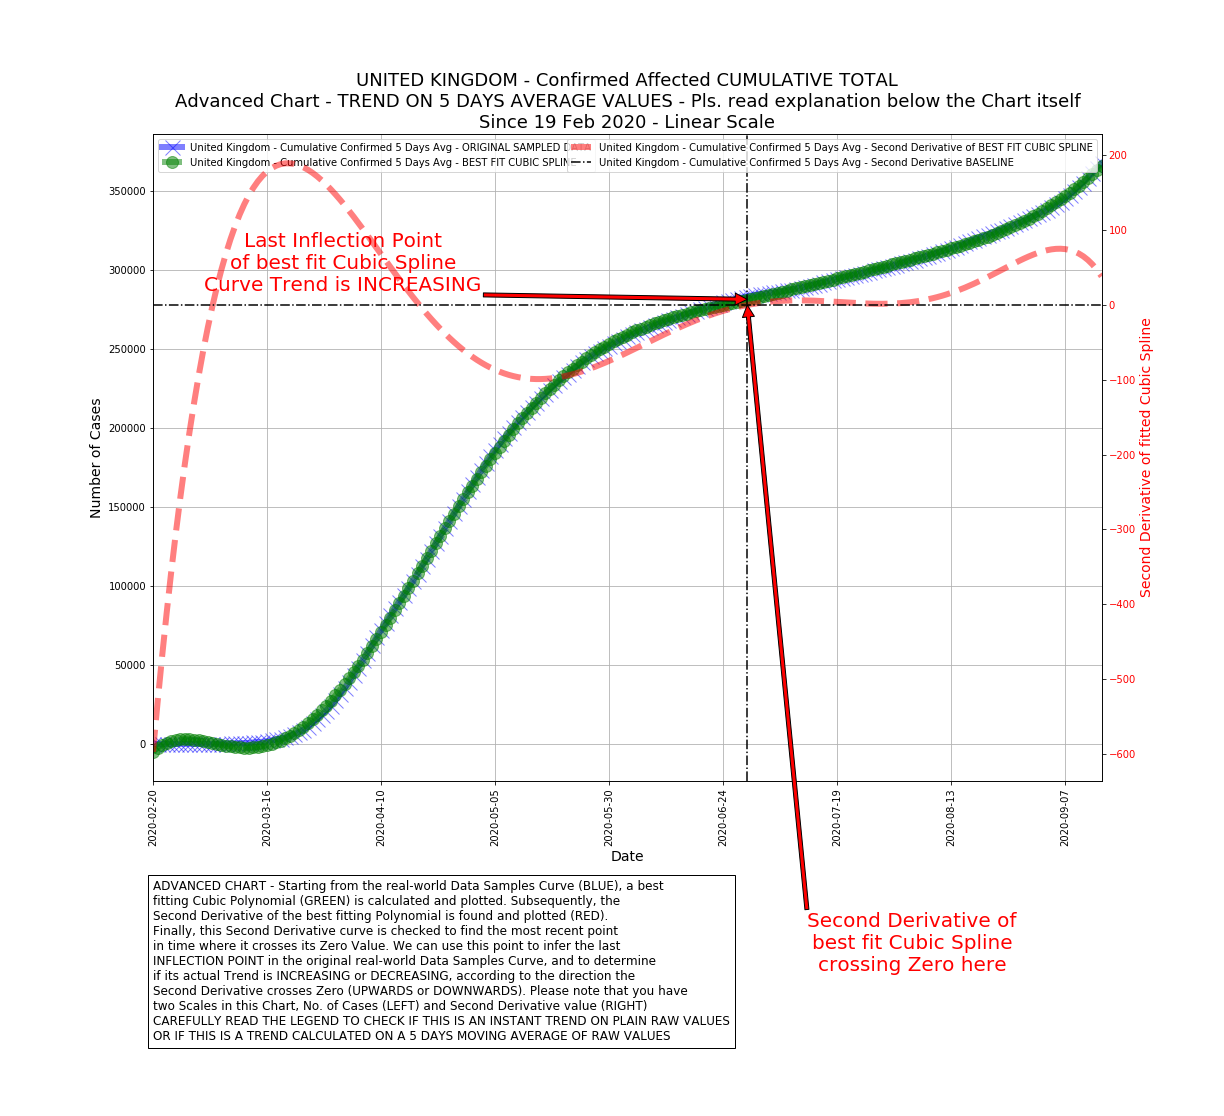 UNITED KINGDOM - Confirmed Affected CUMULATIVE TOTAL
Advanced Chart - TREND ON 5 DAYS AVERAGE VALUES - Pls. read explanation below the Chart itself
Since 19 Feb 2020 - Linear Scale
United Kingdom - Cumulative Confirmed 5 Days Avg - ORIGINAL SAMPLED DATA
United Kingdom - Cumulative Confirmed 5 Days Avg - BEST FIT CUBIC SPLINE
United Kingdom - Cumulative Confirmed 5 Days Avg - Second Derivative of BEST FIT CUBIC SPLINE
United Kingdom - Cumulative Confirmed 5 Days Avg - Second Derivative BASELINE
Last Inflection Point
of best fit Cubic Spline
Curve Trend is INCREASING
350000
300000
250000
200000
150000
100000
50000
0
Number of Cases
200
100
0
−100
−200
−300
−400
−500
−600
Second Derivative of fitted Cubic Spline
2020-02-20
2020-03-16
2020-04-10
2020-05-05
2020-05-30
2020-06-24
2020-07-19
2020-08-13
2020-09-07
Date
Second Derivative of
best fit Cubic Spline
crossing Zero here
ADVANCED CHART - Starting from the real-world Data Samples Curve (BLUE), a best
fitting Cubic Polynomial (GREEN) is calculated and plotted. Subsequently, the
Second Derivative of the best fitting Polynomial is found and plotted (RED).
Finally, this Second Derivative curve is checked to find the most recent point
in time where it crosses its Zero Value. We can use this point to infer the last
INFLECTION POINT in the original real-world Data Samples Curve, and to determine
if its actual Trend is INCREASING or DECREASING, according to the direction the
Second Derivative crosses Zero (UPWARDS or DOWNWARDS). Please note that you have
two Scales in this Chart, No. of Cases (LEFT) and Second Derivative value (RIGHT)
CAREFULLY READ THE LEGEND TO CHECK IF THIS IS AN INSTANT TREND ON PLAIN RAW VALUES
OR IF THIS IS A TREND CALCULATED ON A 5 DAYS MOVING AVERAGE OF RAW VALUES